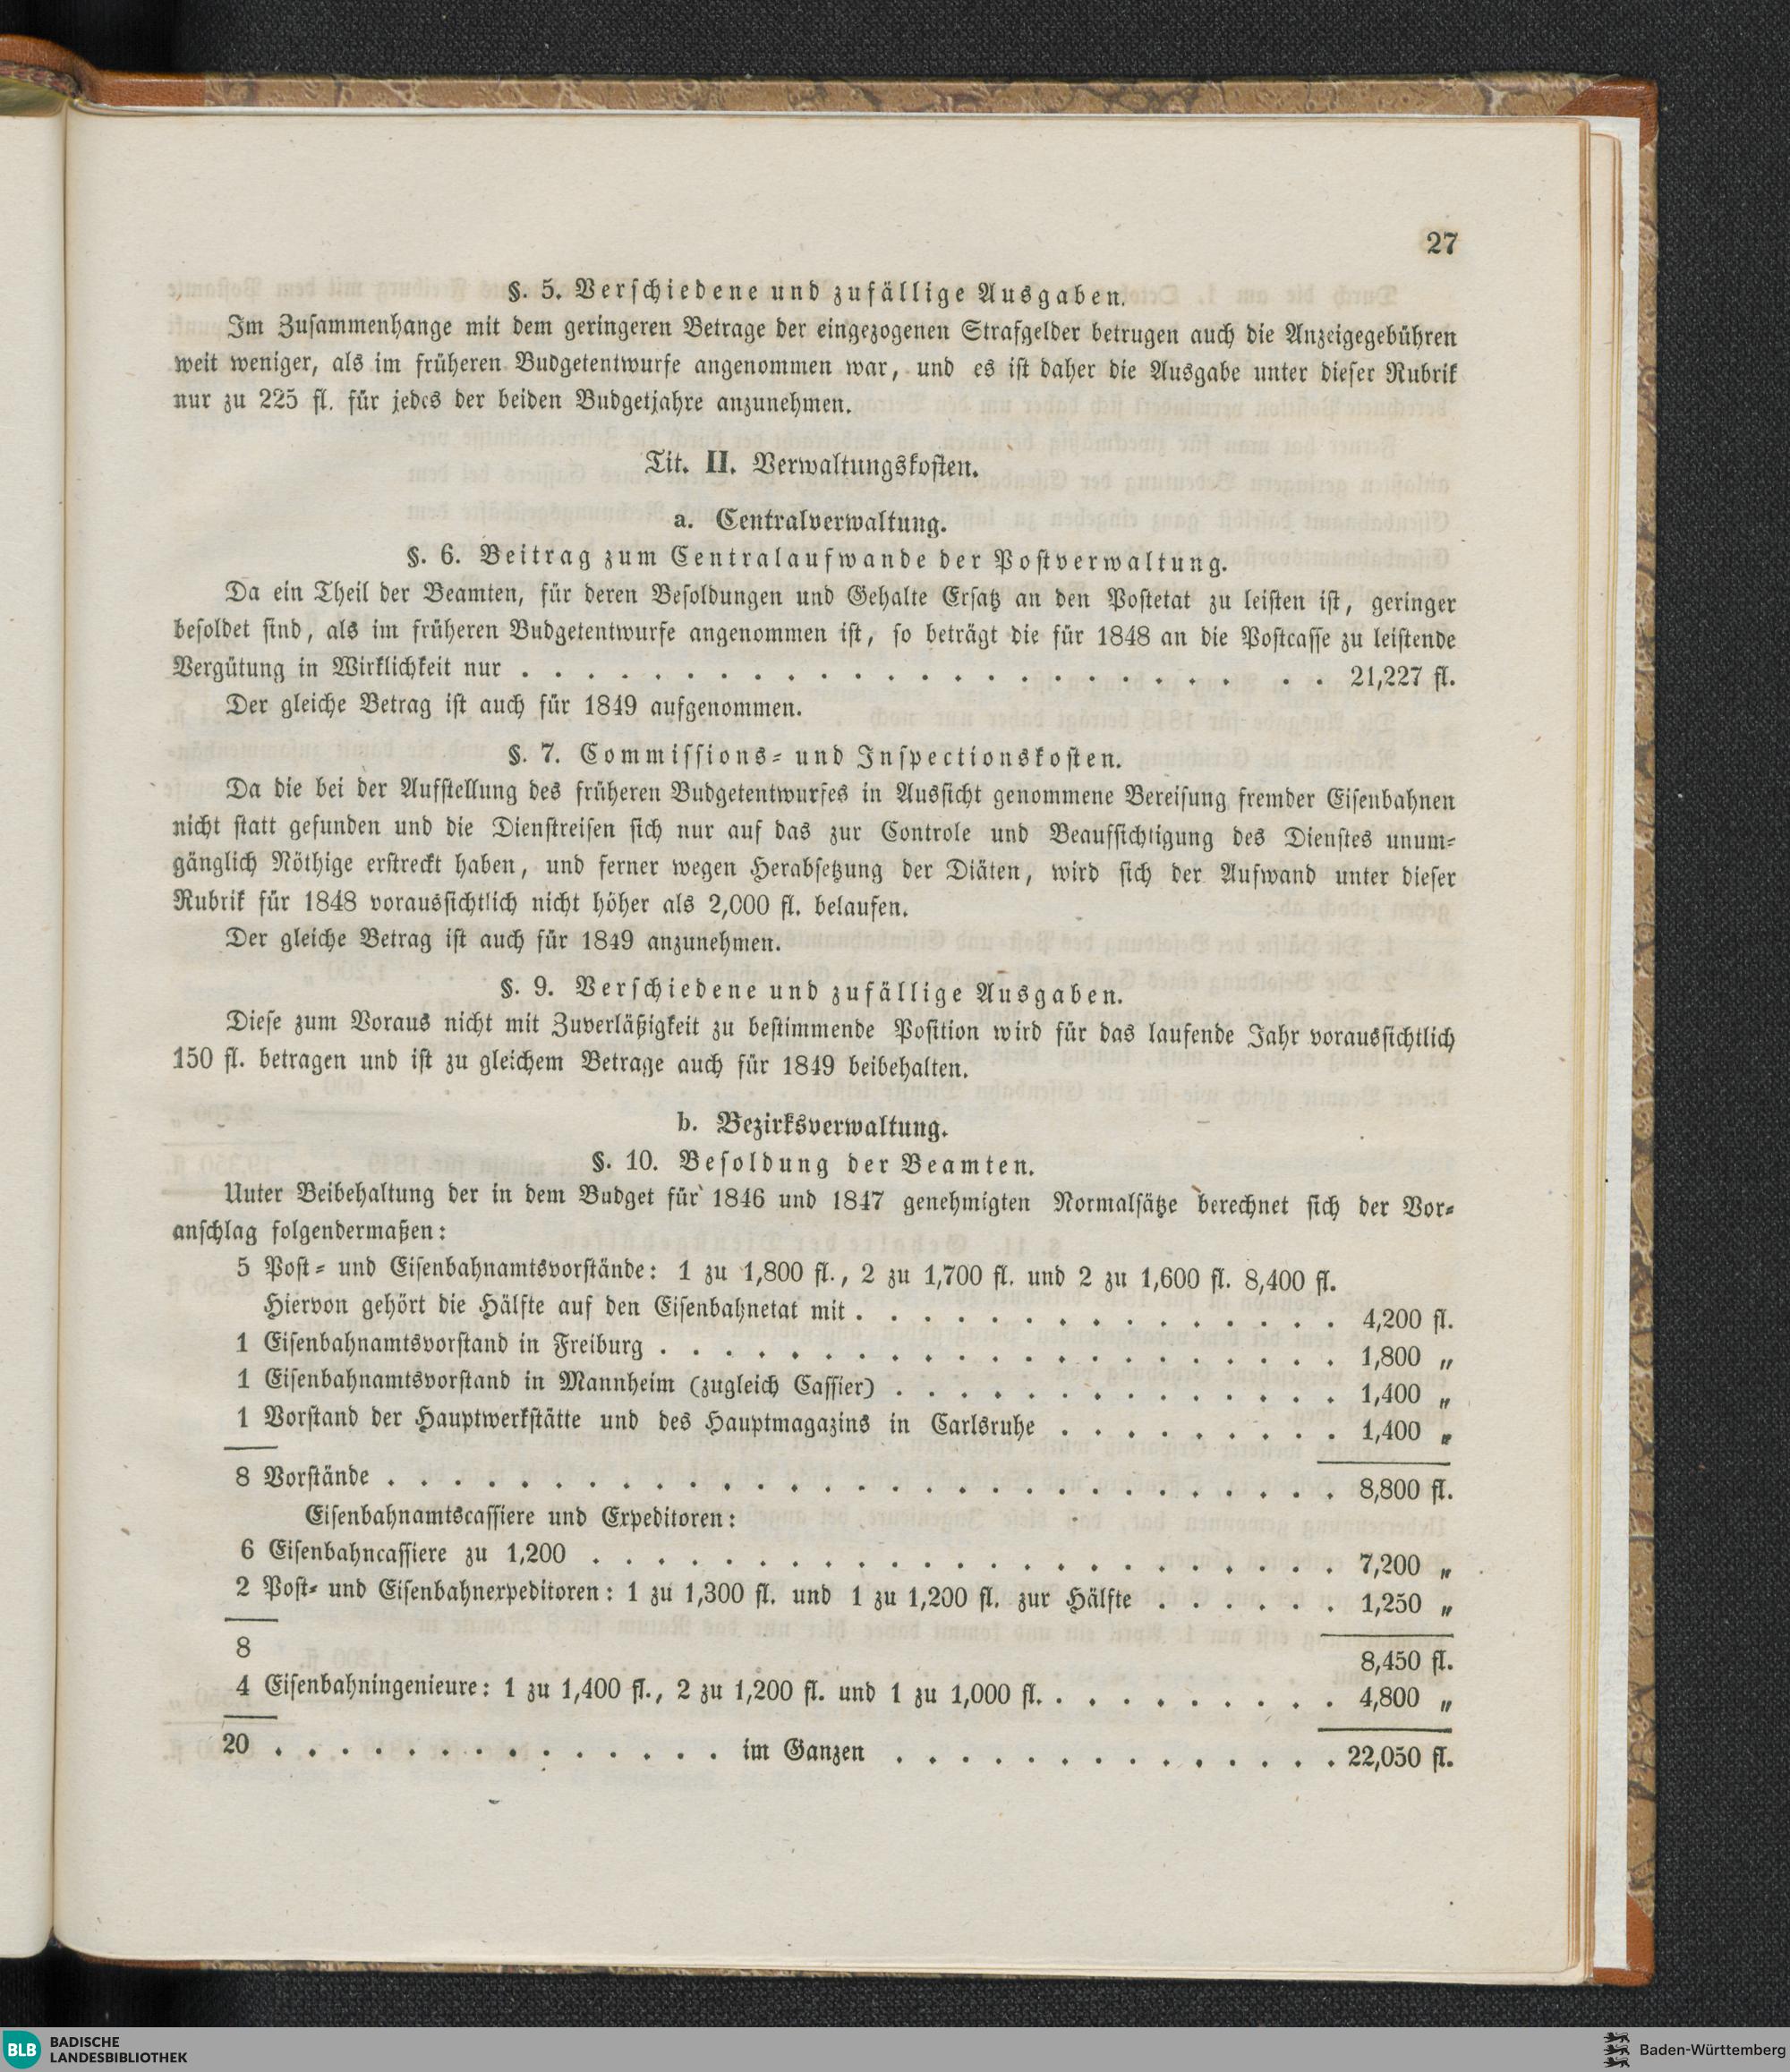 27
§. 5. Verschiedene und zufällige Ausgaben.
Im Zusammenhange mit dem geringeren Betrage der eingezogenen Strafgelder betrugen auch die Anzeigegebühren
weit weniger, als im früheren Budgetentwurfe angenommen war, und es ist daher die Ausgabe unter dieser Rubrik
nur zu 225 fl. für jedes der beiden Budgetjahre anzunehmen.
Tit. II. Verwaltungskosten.
a. Centralverwaltung.
§. 6. Beitrag zum Centralaufwande der Postverwaltung.
Da ein Theil der Beamten, für deren Besoldungen und Gehalte Ersatz an den Postetat zu leisten ist, geringer
besoldet sind, als im früheren Budgetentwurfe angenommen ist, so beträgt die für 1848 an die Postcasse zu leistende
Vergütung in Wirklichkeit nur . . . . . . . . . . . . . . . . . . . . . . . . . 21,227 fl.
Der gleiche Betrag ist auch für 1849 aufgenommen.
§. 7. Commissions- und Inspectionskosten.
Da die bei der Aufstellung des früheren Budgetentwurfes in Aussicht genommene Bereisung fremder Eisenbahnen
nicht statt gefunden und die Dienstreisen sich nur auf das zur Controle und Beaufsichtigung des Dienstes unum-
gänglich Nöthige erstreckt haben, und ferner wegen Herabsetzung der Diäten, wird sich der Aufwand unter dieser
Rubrik für 1848 voraussichtlich nicht höher als 2,000 fl. belaufen.
Der gleiche Betrag ist auch für 1849 anzunehmen.
§. 9. Verschiedene und zufällige Ausgaben.
Diese zum Voraus nicht mit Zuverläßigkeit zu bestimmende Position wird für das laufende Jahr voraussichtlich
150 fl. betragen und ist zu gleichem Betrage auch für 1849 beibehalten.
b. Bezirksverwaltung.
§. 10. Besoldung der Beamten.
Unter Beibehaltung der in dem Budget für 1846 und 1847 genehmigten Normalsätze berechnet sich der Vor-
anschlag folgendermaßen:
5 Post- und Eisenbahnamtsvorstände: 1 zu 1,800 fl., 2 zu 1,700 fl. und 2 zu 1,600 fl. 8,400 fl.
Hiervon gehört die Hälfte auf den Eisenbahnetat mit . . . . . . . . . . . . . . . . 4,200 fl.
1 Eisenbahnamtsvorstand in Freiburg . . . . . . . . . . . . . . . . . . . . . 1,800 „
1 Eisenbahnamtsvorstand in Mannheim (zugleich Cassier) . . . . . . . . . . . . . . 1,400 „
1 Vorstand der Hauptwerkstätte und des Hauptmagazins in Carlsruhe . . . . . . . . . 1,400 „
8 Vorstände . . . . . . . . . . . . . . . . . . . . . . . . . . . . . 8,800 fl.
Eisenbahnamtscassiere und Expeditoren:
6 Eisenbahncassiere zu 1,200 . . . . . . . . . . . . . . . . . . . . . . . 7,200 „
2 Post- und Eisenbahnexpeditoren: 1 zu 1,300 fl. und 1 zu 1,200 fl. zur Hälfte . . . . . . 1,250 „
8 8,450 fl.
4 Eisenbahningenieure: 1 zu 1,400 fl., 2 zu 1,200 fl. und 1 zu 1,000 fl. . . . . . . . . . 4,800 „
20 . . . . . . . . . . . . . . im Ganzen . . . . . . . . . . . . . . 22,050 fl.
BLB BADISCHE
LANDESBIBLIOTHEK
Baden-Württemberg